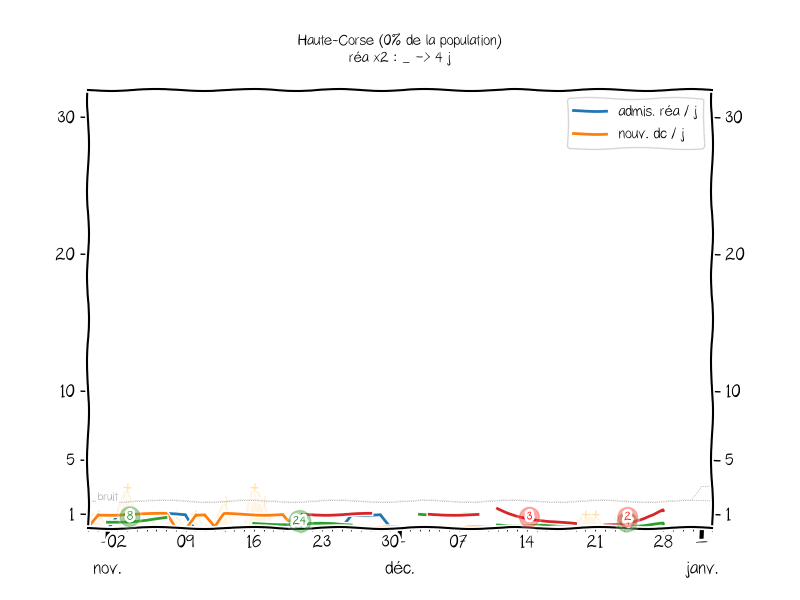 Haute-Corse (0% de la population)
réa x2 : _ -> 4 j
admis. réa / j
nouv. dc / j
30
30
20
20
10
10
5
5
bruit
1
1
8
24
3
2
02
09
16
23
30
07
14
21
28
nov.
déc.
janv.